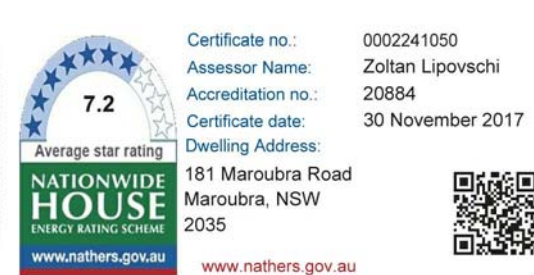 7.2
Average star rating
NATIONWIDE
HOUSE
ENERGY RATING SCHEME
www.nathers.gov.au
Certificate no.: 0002241050
Assessor Name: Zoltan Lipovschi
Accreditation no.: 20884
Certificate date: 30 November 2017
Dwelling Address:
181 Maroubra Road
Maroubra, NSW
2035
www.nathers.gov.au